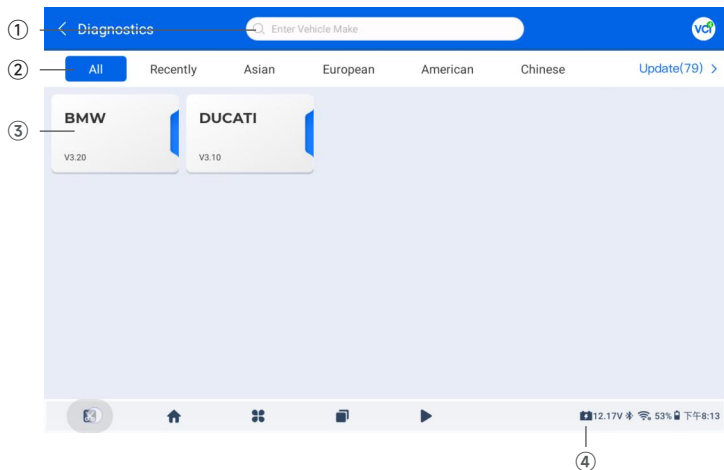 ①
Diagnostics
Enter Vehicle Make
VCI
②
All Recently Asian European American Chinese Update(79) >
③
BMW DUCATI
V3.20 V3.10
12.17V 53% 下午8:13
④